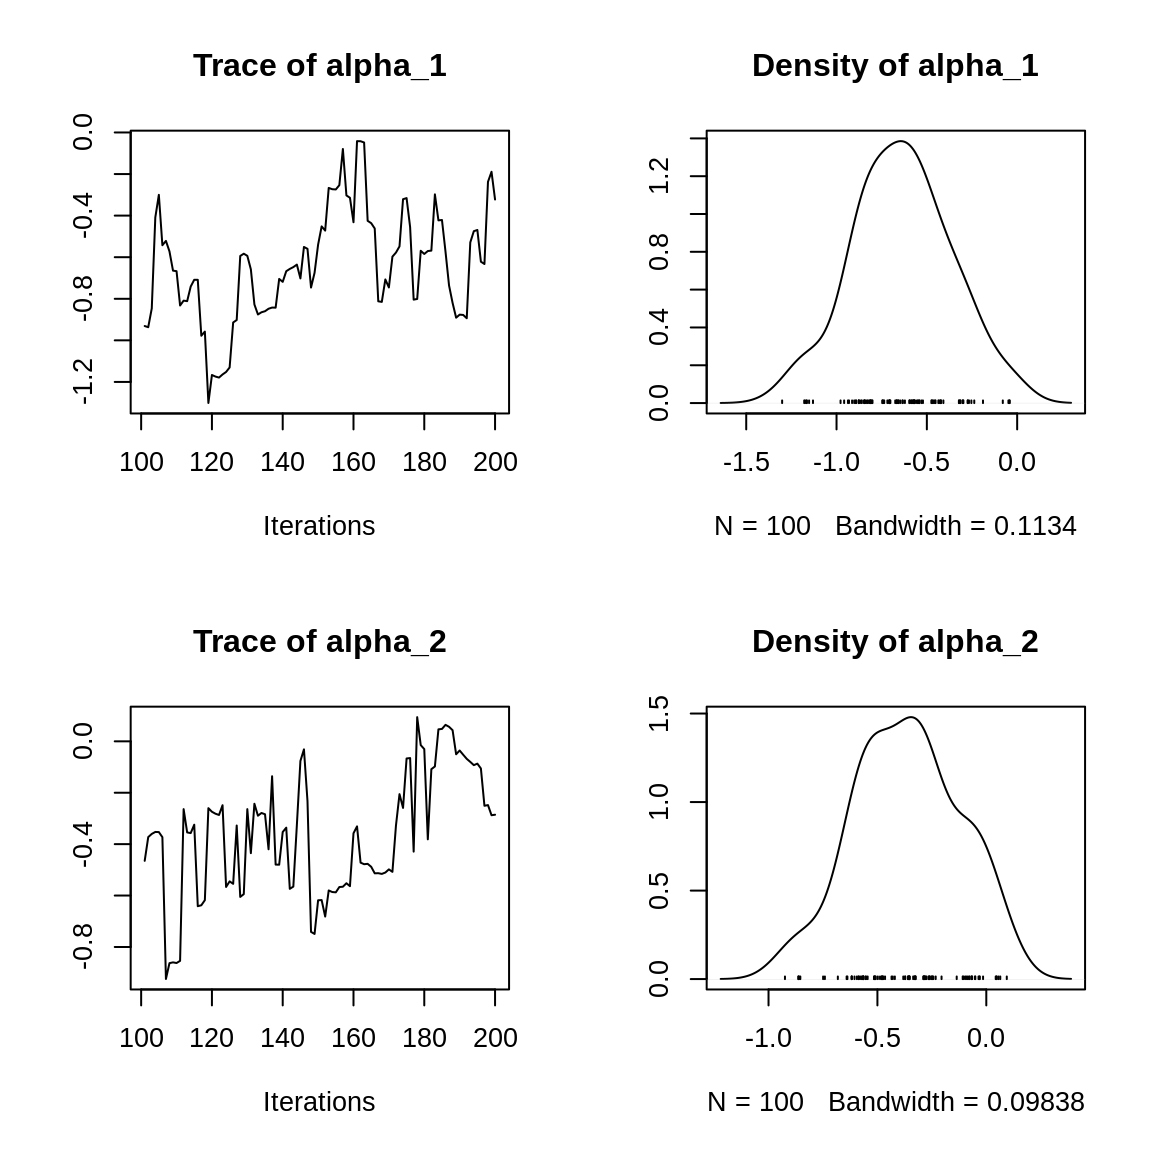 Trace of alpha_1
0.0
-0.4
-0.8
-1.2
100 120 140 160 180 200
Iterations
Density of alpha_1
1.2
0.8
0.4
0.0
-1.5 -1.0 -0.5 0.0
N = 100 Bandwidth = 0.1134
Trace of alpha_2
0.0
-0.4
-0.8
100 120 140 160 180 200
Iterations
Density of alpha_2
1.5
1.0
0.5
0.0
-1.0 -0.5 0.0
N = 100 Bandwidth = 0.09838